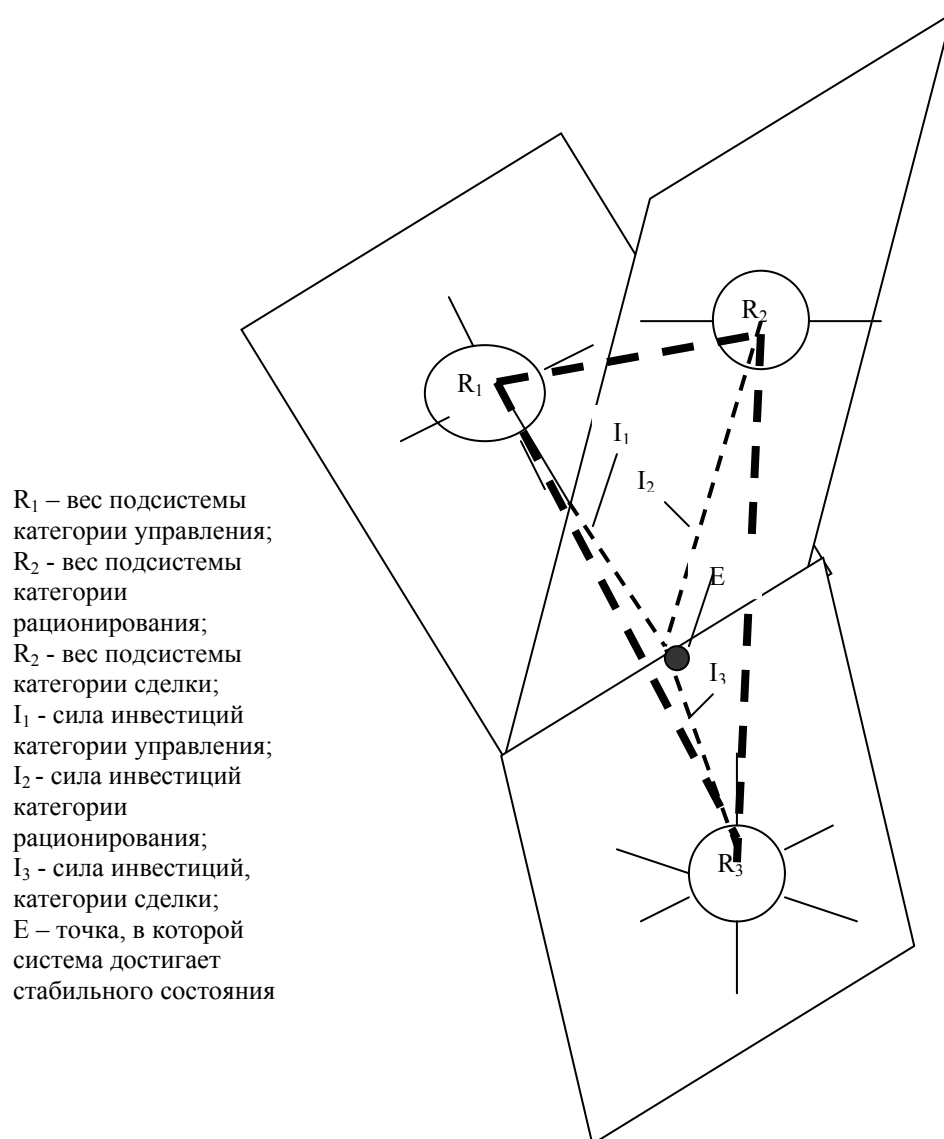 R₂
R₁
I₁
I₂
E
I₃
R₃
R₁ – вес подсистемы
категории управления;
R₂ - вес подсистемы
категории
рационирования;
R₂ - вес подсистемы
категории сделки;
I₁ - сила инвестиций
категории управления;
I₂ - сила инвестиций
категории
рационирования;
I₃ - сила инвестиций,
категории сделки;
E – точка, в которой
система достигает
стабильного состояния